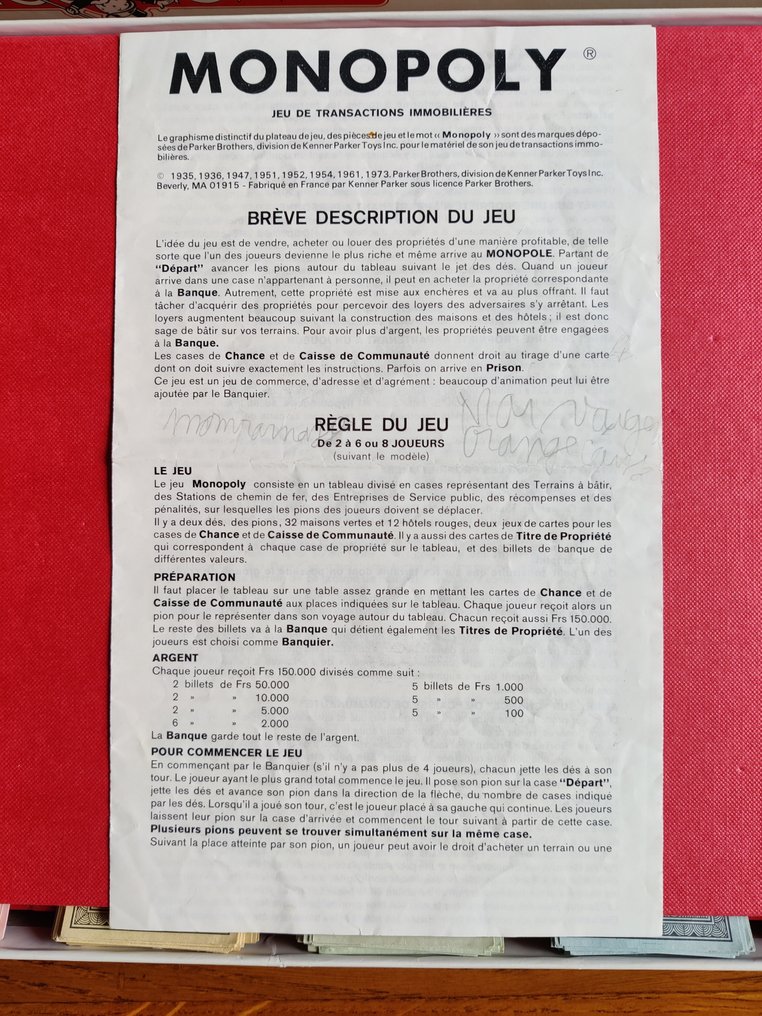 MONOPOLY ®
JEU DE TRANSACTIONS IMMOBILIÈRES
Le graphisme distinctif du plateau de jeu, des pièces de jeu et le mot « Monopoly » sont des marques dépo-
sées de Parker Brothers, division de Kenner Parker Toys Inc. pour le matériel de son jeu de transactions immo-
bilières.
© 1935, 1936, 1947, 1951, 1952, 1954, 1961, 1973. Parker Brothers, division de Kenner Parker Toys Inc.
Beverly, MA 01915 - Fabriqué en France par Kenner Parker sous licence Parker Brothers.
BRÈVE DESCRIPTION DU JEU
L'idée du jeu est de vendre, acheter ou louer des propriétés d'une manière profitable, de telle
sorte que l'un des joueurs devienne le plus riche et même arrive au MONOPOLE. Partant de
"Départ" avancer les pions autour du tableau suivant le jet des dés. Quand un joueur
arrive dans une case n'appartenant à personne, il peut en acheter la propriété correspondante
à la Banque. Autrement, cette propriété est mise aux enchères et va au plus offrant. Il faut
tâcher d'acquérir des propriétés pour percevoir des loyers des adversaires s'y arrêtant. Les
loyers augmentent beaucoup suivant la construction des maisons et des hôtels ; il est donc
sage de bâtir sur vos terrains. Pour avoir plus d'argent, les propriétés peuvent être engagées
à la Banque.
Les cases de Chance et de Caisse de Communauté donnent droit au tirage d'une carte
dont on doit suivre exactement les instructions. Parfois on arrive en Prison.
Ce jeu est un jeu de commerce, d'adresse et d'agrément : beaucoup d'animation peut lui être
ajoutée par le Banquier.
RÈGLE DU JEU
De 2 à 6 ou 8 JOUEURS
(suivant le modèle)
LE JEU
Le jeu Monopoly consiste en un tableau divisé en cases représentant des Terrains à bâtir,
des Stations de chemin de fer, des Entreprises de Service public, des récompenses et des
pénalités, sur lesquelles les pions des joueurs doivent se déplacer.
Il y a deux dés, des pions, 32 maisons vertes et 12 hôtels rouges, deux jeux de cartes pour les
cases de Chance et de Caisse de Communauté. Il y a aussi des cartes de Titre de Propriété
qui correspondent à chaque case de propriété sur le tableau, et des billets de banque de
différentes valeurs.
PRÉPARATION
Il faut placer le tableau sur une table assez grande en mettant les cartes de Chance et de
Caisse de Communauté aux places indiquées sur le tableau. Chaque joueur reçoit alors un
pion pour le représenter dans son voyage autour du tableau. Chacun reçoit aussi Frs 150.000.
Le reste des billets va à la Banque qui détient également les Titres de Propriété. L'un des
joueurs est choisi comme Banquier.
ARGENT
Chaque joueur reçoit Frs 150.000 divisés comme suit :
2 billets de Frs 50.000 5 billets de Frs 1.000
2 » » 10.000 5 » » 500
2 » » 5.000 5 » » 100
6 » » 2.000
La Banque garde tout le reste de l'argent.
POUR COMMENCER LE JEU
En commençant par le Banquier (s'il n'y a pas plus de 4 joueurs), chacun jette les dés à son
tour. Le joueur ayant le plus grand total commence le jeu. Il pose son pion sur la case "Départ",
jette les dés et avance son pion dans la direction de la flèche, du nombre de cases indiqué
par les dés. Lorsqu'il a joué son tour, c'est le joueur placé à sa gauche qui continue. Les joueurs
laissent leur pion sur la case d'arrivée et commencent le tour suivant à partir de cette case.
Plusieurs pions peuvent se trouver simultanément sur la même case.
Suivant la place atteinte par son pion, un joueur peut avoir le droit d'acheter un terrain ou une